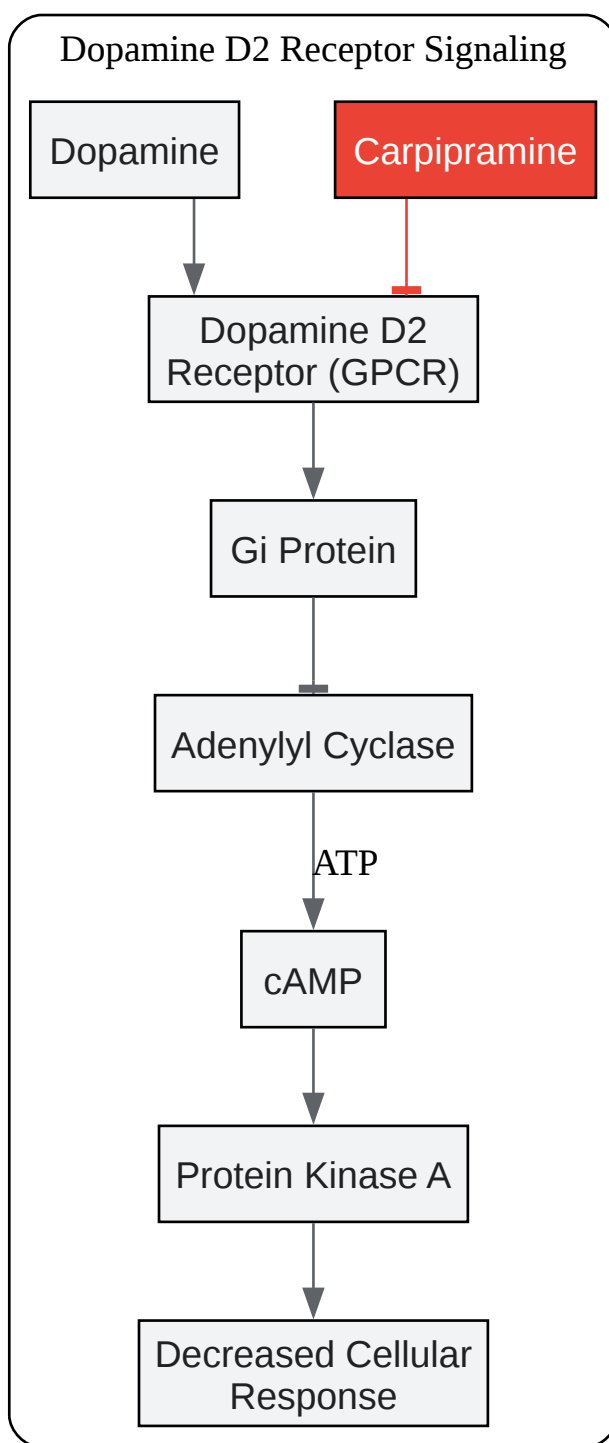 Dopamine D2 Receptor Signaling
Dopamine
Carpipramine
Dopamine D2
Receptor (GPCR)
Gi Protein
Adenylyl Cyclase
ATP
cAMP
Protein Kinase A
Decreased Cellular
Response